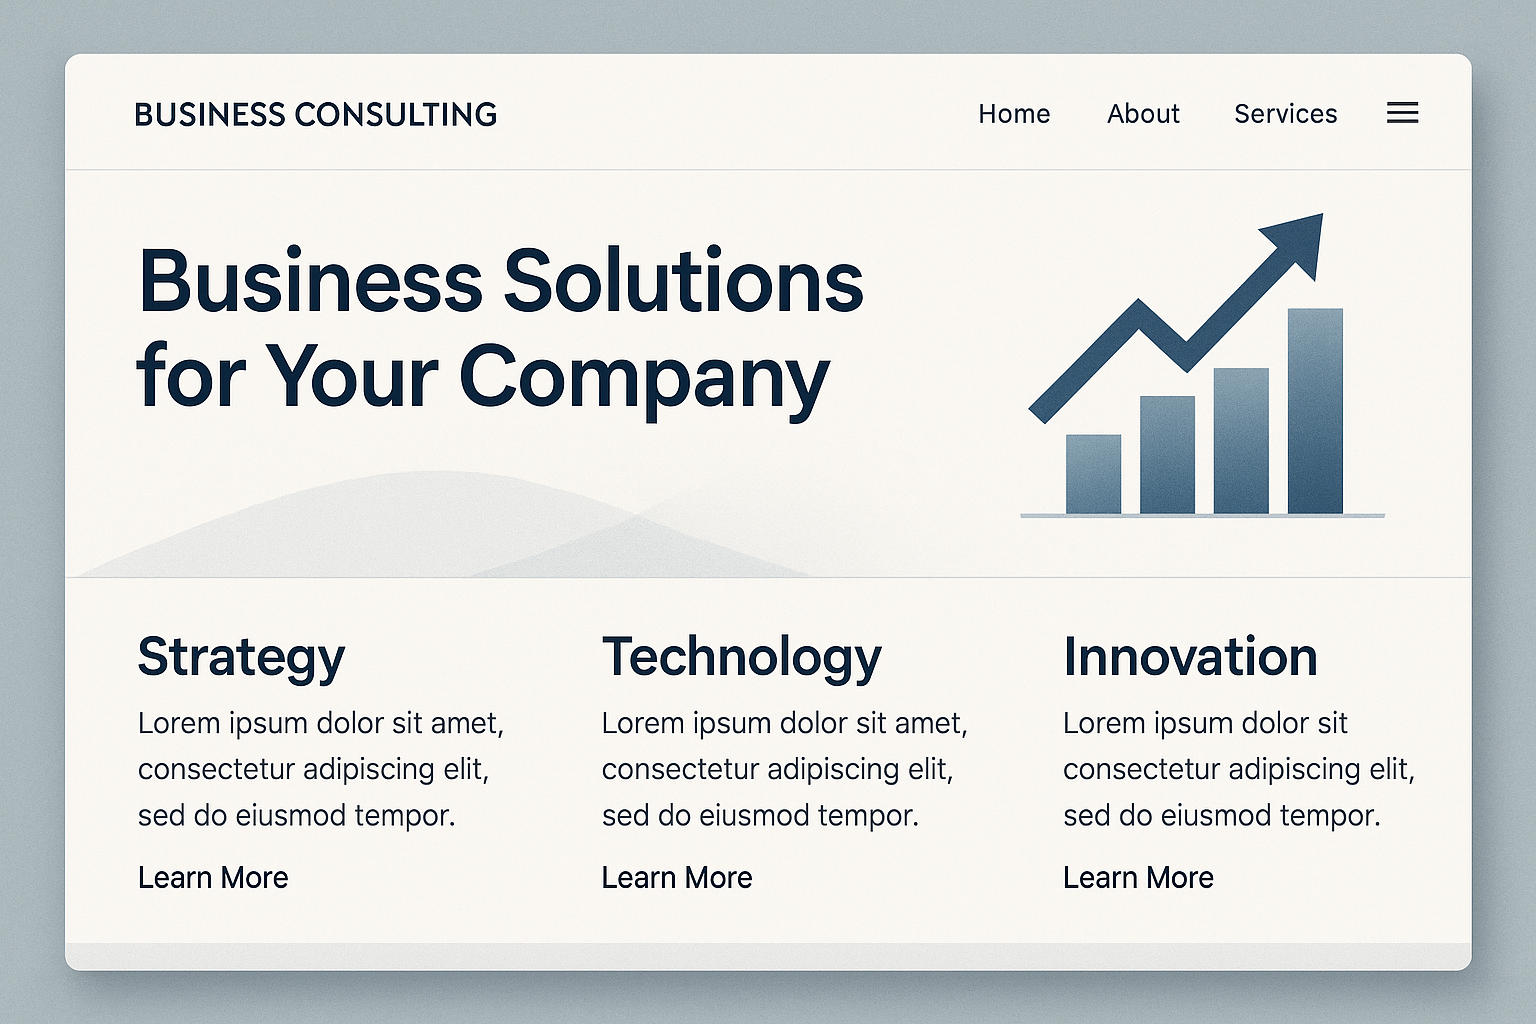 BUSINESS CONSULTING
Home About Services
Business Solutions
for Your Company
Strategy
Lorem ipsum dolor sit amet,
consectetur adipiscing elit,
sed do eiusmod tempor.
Learn More
Technology
Lorem ipsum dolor sit amet,
consectetur adipiscing elit,
sed do eiusmod tempor.
Learn More
Innovation
Lorem ipsum dolor sit
consectetur adipiscing elit,
sed do eiusmod tempor.
Learn More